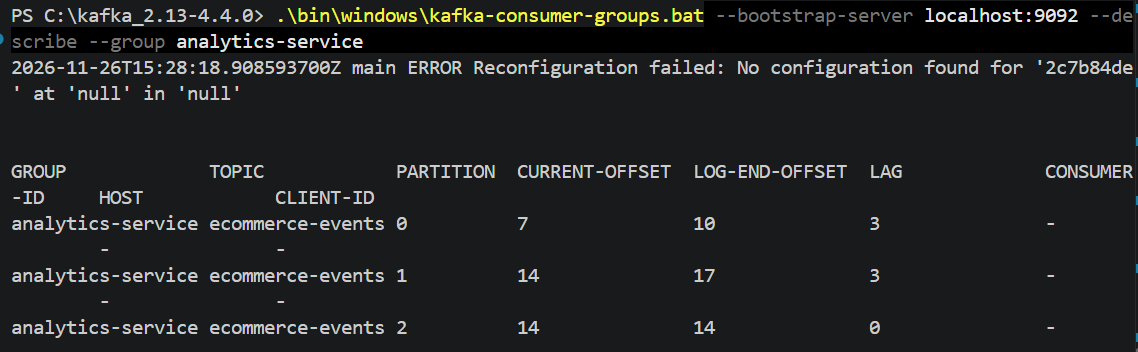 PS C:\kafka_2.13-4.4.0> .\bin\windows\kafka-consumer-groups.bat --bootstrap-server localhost:9092 --de
scribe --group analytics-service
2026-11-26T15:28:18.908593700Z main ERROR Reconfiguration failed: No configuration found for '2c7b84de
' at 'null' in 'null'
GROUP TOPIC PARTITION CURRENT-OFFSET LOG-END-OFFSET LAG CONSUMER
-ID HOST CLIENT-ID
analytics-service ecommerce-events 0 7 10 3 -
- -
analytics-service ecommerce-events 1 14 17 3 -
- -
analytics-service ecommerce-events 2 14 14 0 -